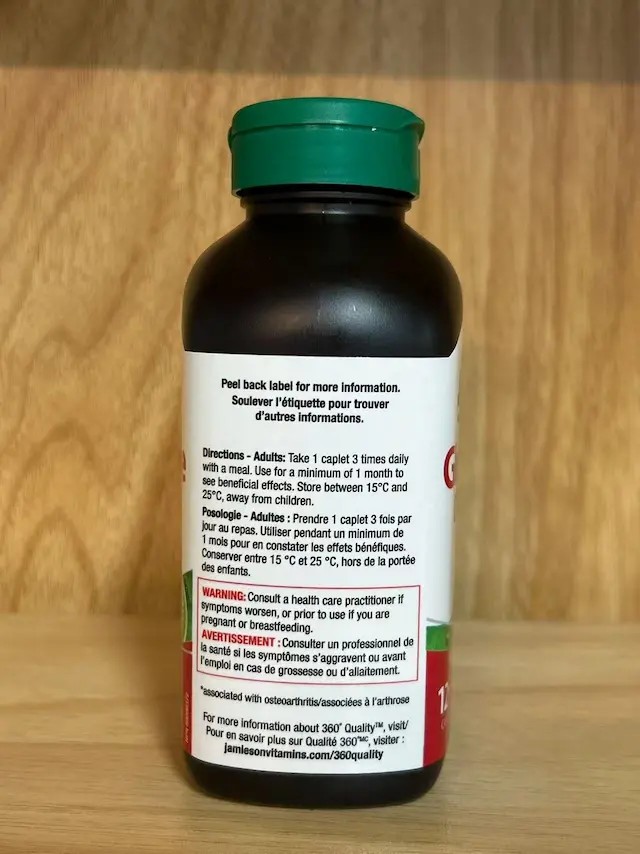 Peel back label for more information.
Soulever l'étiquette pour trouver
d'autres informations.
Directions - Adults: Take 1 caplet 3 times daily
with a meal. Use for a minimum of 1 month to
see beneficial effects. Store between 15°C and
25°C, away from children.
Posologie - Adultes : Prendre 1 caplet 3 fois par
jour au repas. Utiliser pendant un minimum de
1 mois pour en constater les effets bénéfiques.
Conserver entre 15 °C et 25 °C, hors de la portée
des enfants.
WARNING: Consult a health care practitioner if
symptoms worsen, or prior to use if you are
pregnant or breastfeeding.
AVERTISSEMENT : Consulter un professionnel de
la santé si les symptômes s'aggravent ou avant
l'emploi en cas de grossesse ou d'allaitement.
*associated with osteoarthritis/associées à l'arthrose
For more information about 360° Quality™, visit/
Pour en savoir plus sur Qualité 360°ᴹᶜ, visiter :
jamiesonvitamins.com/360quality